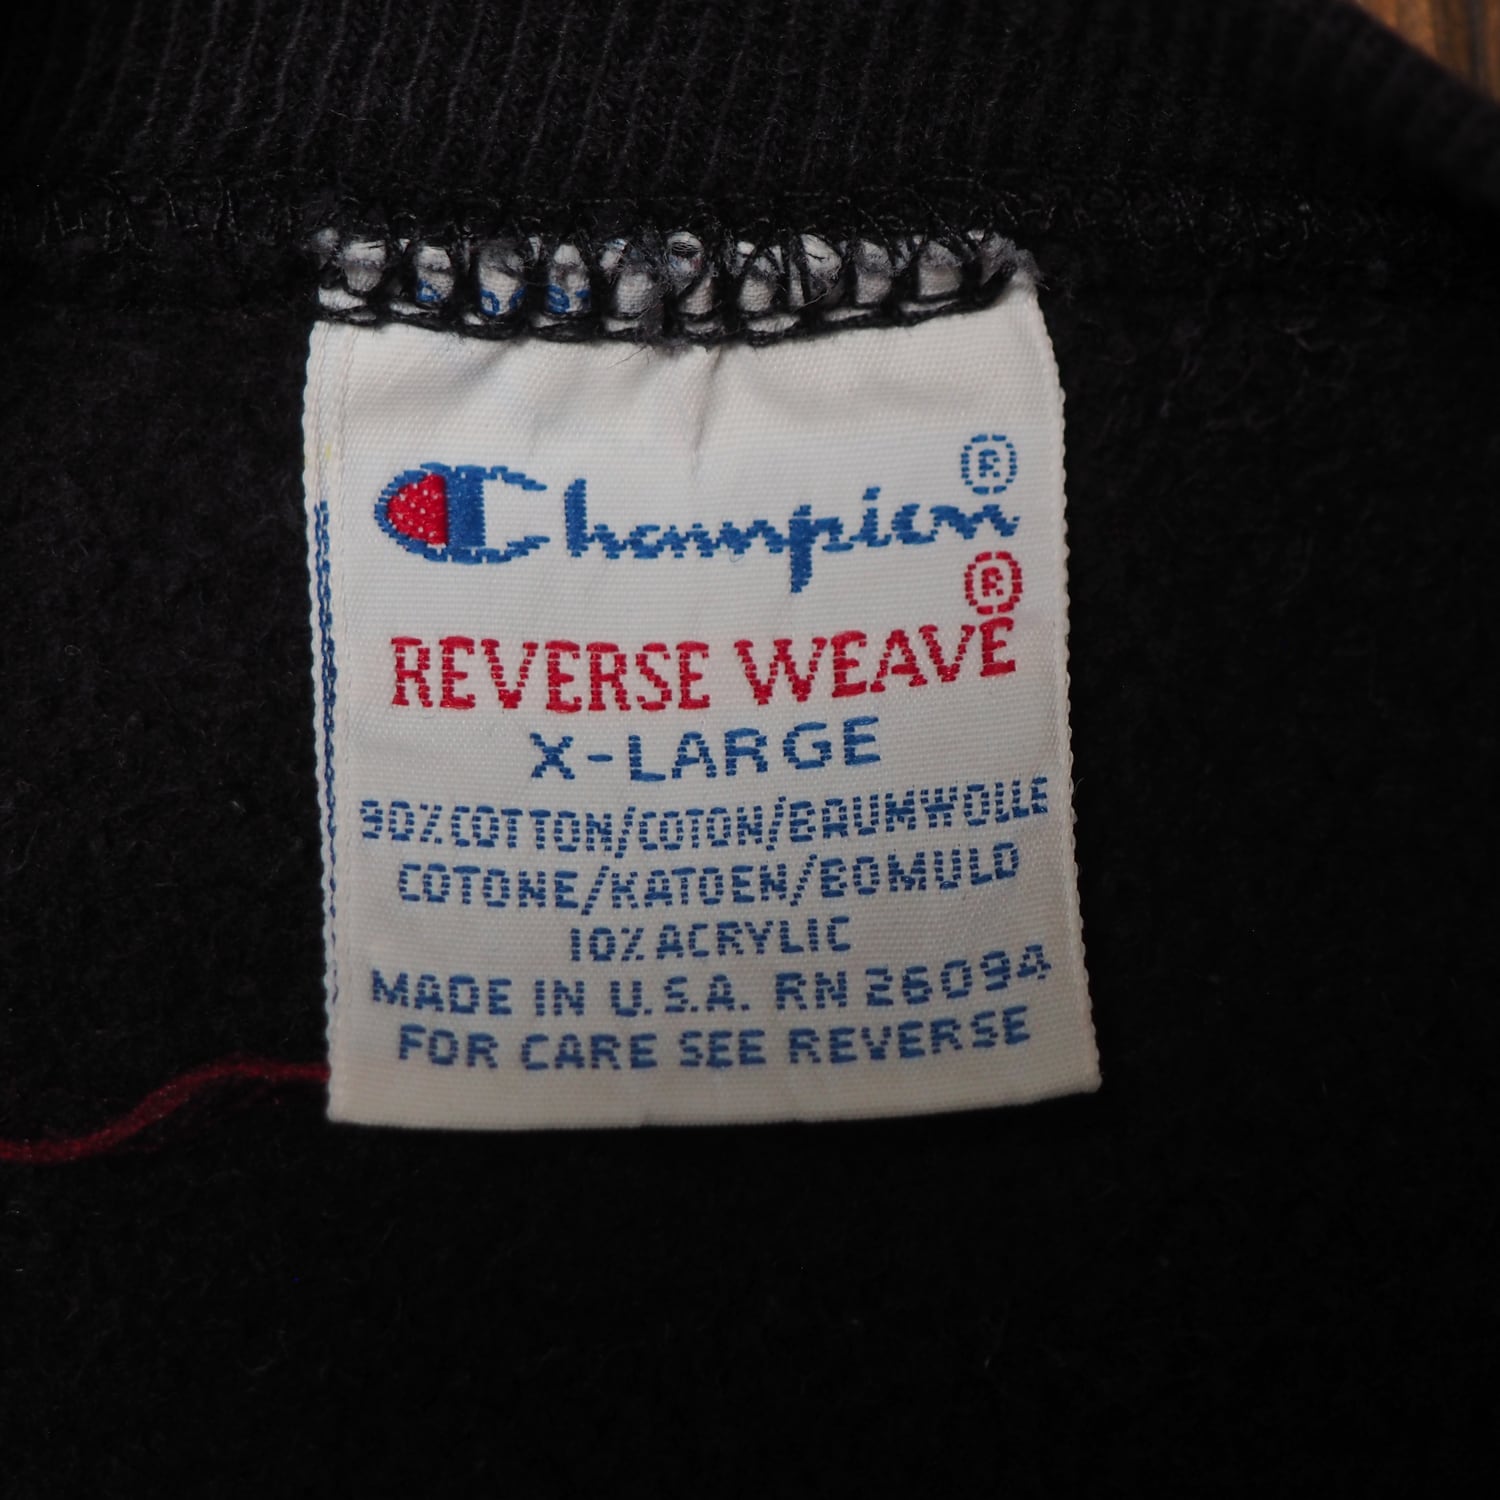 Champion®
REVERSE WEAVE®
X-LARGE
90% COTTON/COTON/BAUMWOLLE
COTONE/KATOEN/BOMULD
10% ACRYLIC
MADE IN U.S.A. RN 26094
FOR CARE SEE REVERSE